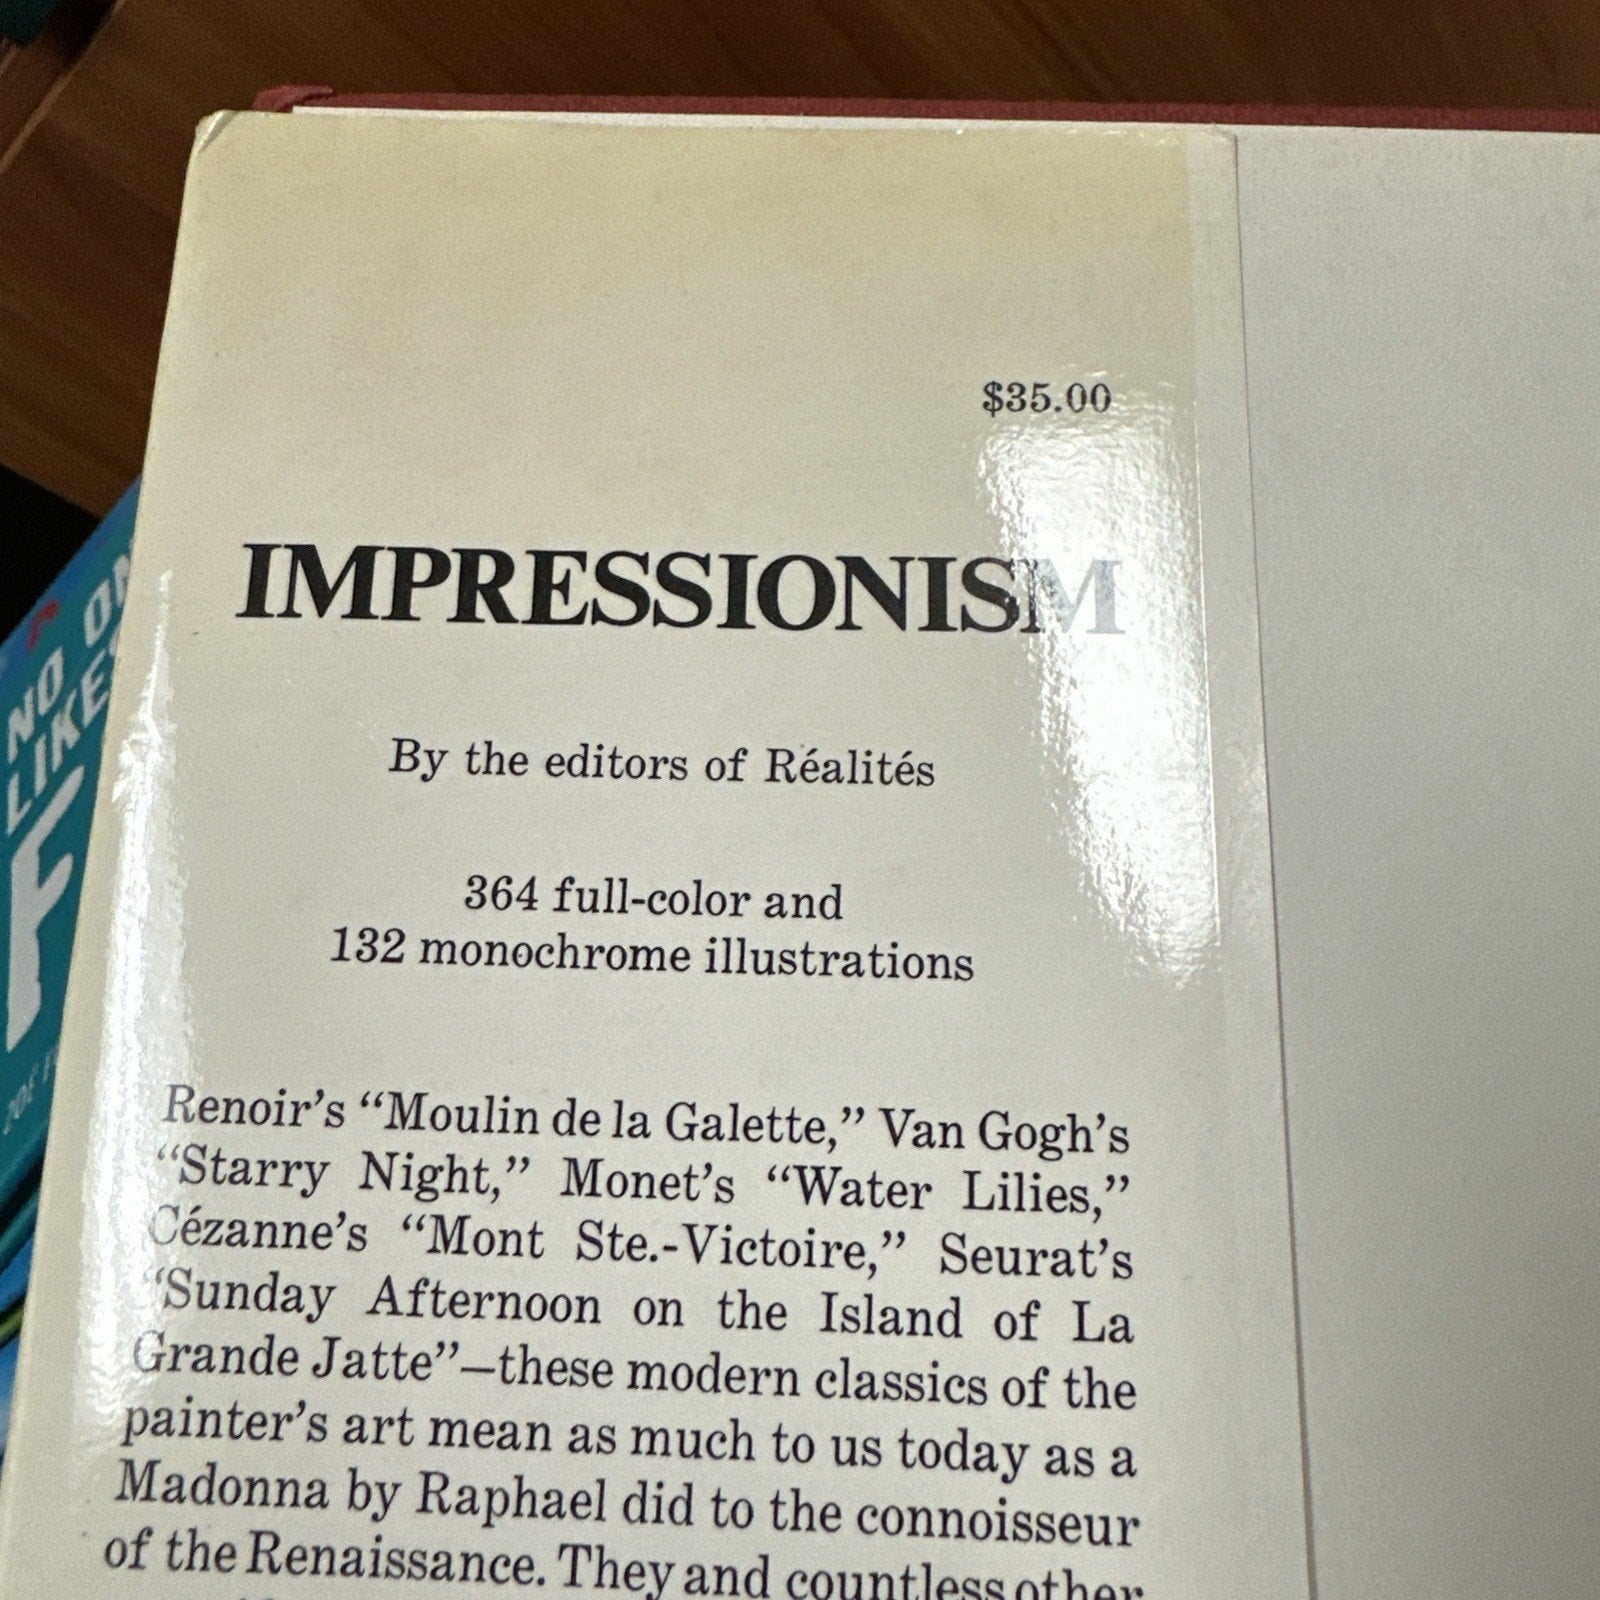 $35.00
IMPRESSIONISM
By the editors of Réalités
364 full-color and
132 monochrome illustrations
Renoir's “Moulin de la Galette,” Van Gogh's
“Starry Night,” Monet's “Water Lilies,”
Cézanne's “Mont Ste.-Victoire,” Seurat's
“Sunday Afternoon on the Island of La
Grande Jatte”—these modern classics of the
painter's art mean as much to us today as a
Madonna by Raphael did to the connoisseur
of the Renaissance. They and countless other
NO
LIKES
F